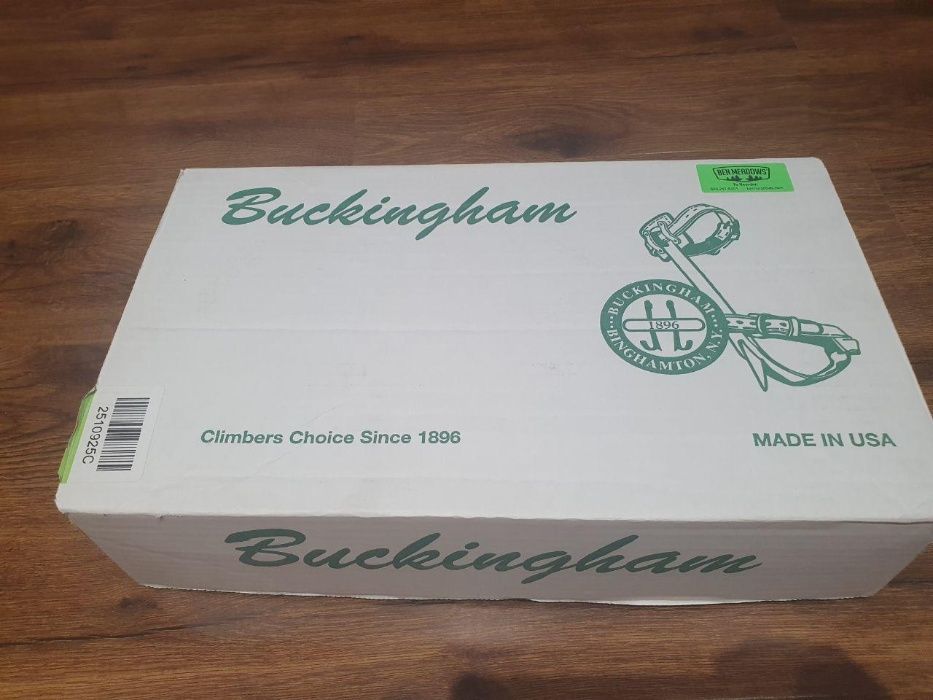 Buckingham
BEN MEADOWS
BUCKINGHAM
1896
BINGHAMTON, N.Y.
2510925C
Climbers Choice Since 1896
MADE IN USA
Buckingham